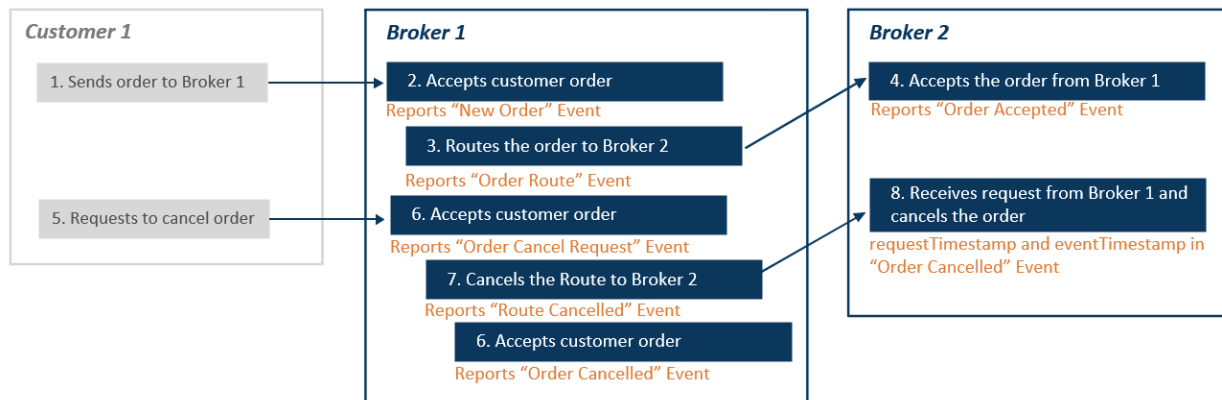 Customer 1
1. Sends order to Broker 1
5. Requests to cancel order
Broker 1
2. Accepts customer order
Reports “New Order” Event
3. Routes the order to Broker 2
Reports “Order Route” Event
6. Accepts customer order
Reports “Order Cancel Request” Event
7. Cancels the Route to Broker 2
Reports “Route Cancelled” Event
6. Accepts customer order
Reports “Order Cancelled” Event
Broker 2
4. Accepts the order from Broker 1
Reports “Order Accepted” Event
8. Receives request from Broker 1 and
cancels the order
requestTimestamp and eventTimestamp in
“Order Cancelled” Event